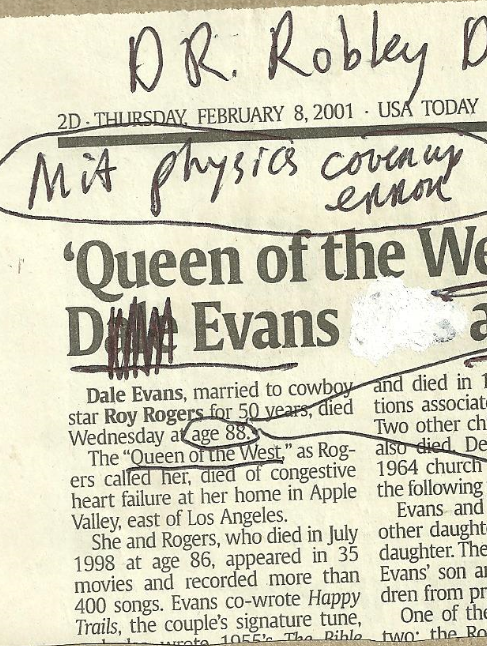 DR. Robley D
2D · THURSDAY, FEBRUARY 8, 2001 · USA TODAY
Mit physics coverup
error
‘Queen of the We
Dale Evans a
Dale Evans, married to cowboy
star Roy Rogers for 50 years, died
Wednesday at age 88.
The “Queen of the West,” as Rog-
ers called her, died of congestive
heart failure at her home in Apple
Valley, east of Los Angeles.
She and Rogers, who died in July
1998 at age 86, appeared in 35
movies and recorded more than
400 songs. Evans co-wrote Happy
Trails, the couple’s signature tune,
wrote 1955’s The Bible
and died in 1
tions associat
Two other ch
also died. De
1964 church
the following
Evans and
other daught
daughter. The
Evans’ son a
dren from pr
One of the
two: the Ro